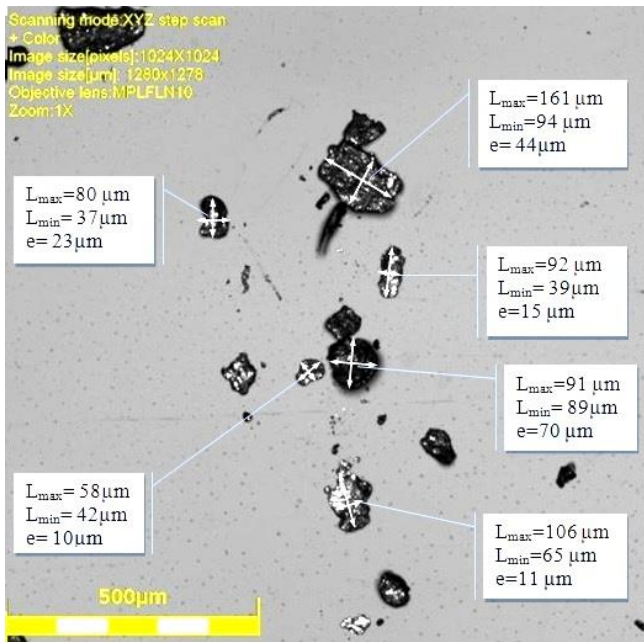 Scanning mode:XYZ step scan
+ Color
Image size[pixels]:1024X1024
Image size[µm]: 1280x1278
Objective lens:MPLFLN10
Zoom:1X
Lmax=161 µm
Lmin=94 µm
e= 44µm
Lmax=80 µm
Lmin= 37µm
e= 23µm
Lmax=92 µm
Lmin= 39µm
e=15 µm
Lmax=91 µm
Lmin= 89µm
e=70 µm
Lmax= 58µm
Lmin= 42µm
e= 10µm
Lmax=106 µm
Lmin=65 µm
e=11 µm
500µm